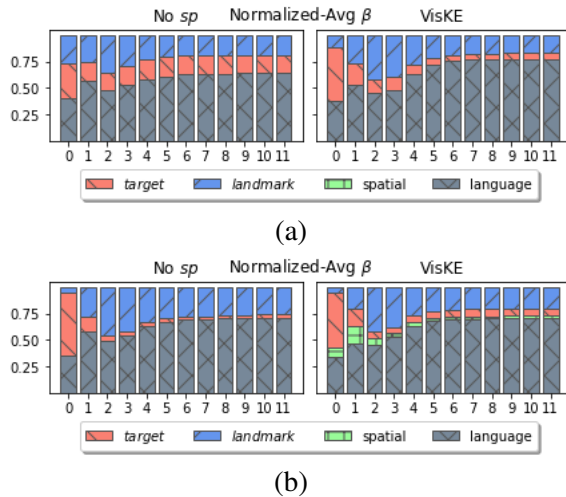 No sp Normalized-Avg β VisKE
0.75
0.50
0.25
0 1 2 3 4 5 6 7 8 9 10 11 0 1 2 3 4 5 6 7 8 9 10 11
target landmark spatial language
(a)
No sp Normalized-Avg β VisKE
0.75
0.50
0.25
0 1 2 3 4 5 6 7 8 9 10 11 0 1 2 3 4 5 6 7 8 9 10 11
target landmark spatial language
(b)